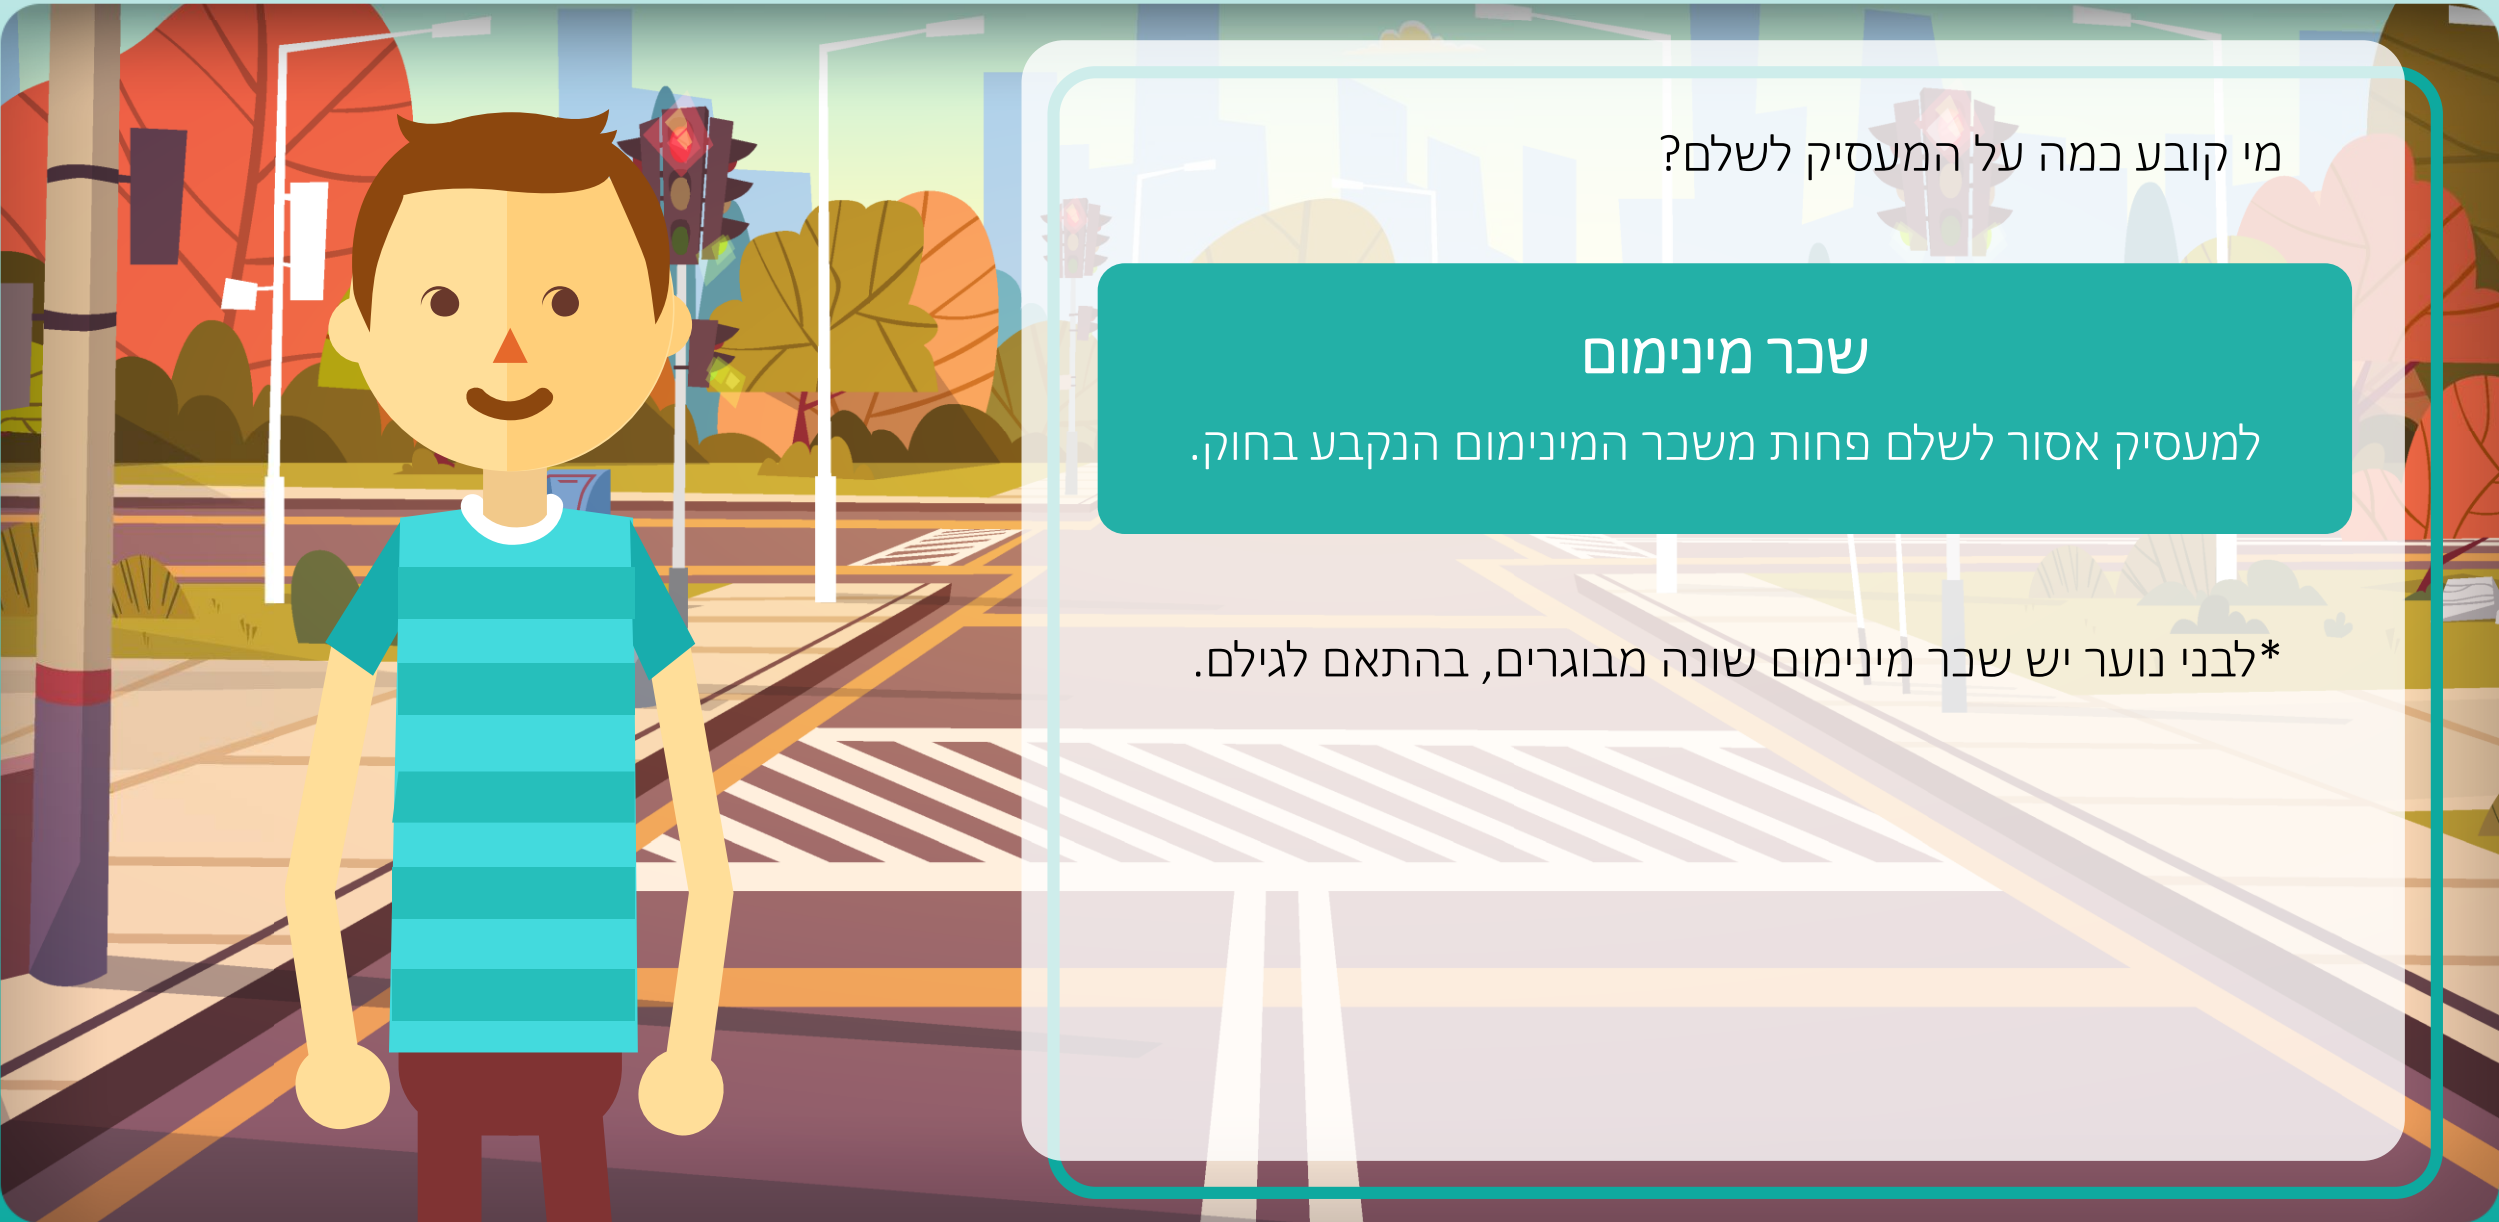 מי קובע כמה על המעסיק לשלם?
שכר מינימום
למעסיק אסור לשלם פחות משכר המינימום הנקבע בחוק.
*לבני נוער יש שכר מינימום שונה מבוגרים, בהתאם לגילם.